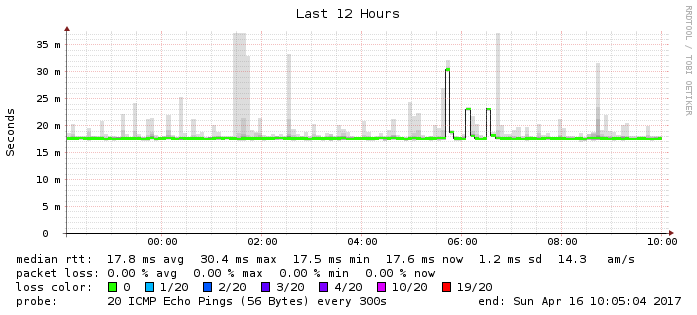 Last 12 Hours
RRDTOOL / TOBI OETIKER
Seconds
35 m
30 m
25 m
20 m
15 m
10 m
5 m
0
00:00 02:00 04:00 06:00 08:00 10:00
median rtt: 17.8 ms avg 30.4 ms max 17.5 ms min 17.6 ms now 1.2 ms sd 14.3 am/s
packet loss: 0.00 % avg 0.00 % max 0.00 % min 0.00 % now
loss color: 0 1/20 2/20 3/20 4/20 10/20 19/20
probe: 20 ICMP Echo Pings (56 Bytes) every 300s end: Sun Apr 16 10:05:04 2017